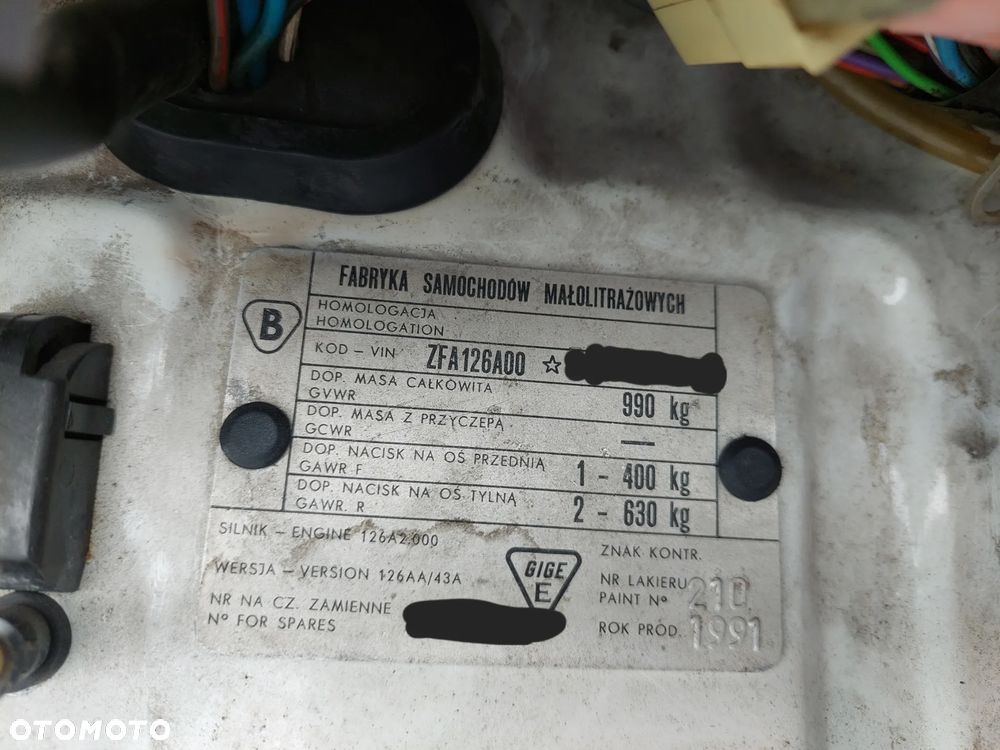 FABRYKA SAMOCHODÓW MAŁOLITRAŻOWYCH
B
HOMOLOGACJA
HOMOLOGATION
KOD – VIN ZFA126A00 ☆
DOP. MASA CAŁKOWITA
GVWR 990 kg
DOP. MASA Z PRZYCZEPĄ
GCWR —
DOP. NACISK NA OŚ PRZEDNIĄ
GAWR F 1 – 400 kg
DOP. NACISK NA OŚ TYLNĄ
GAWR. R 2 – 630 kg
SILNIK – ENGINE 126A2.000
WERSJA – VERSION 126AA/43A
NR NA CZ. ZAMIENNE
Nº FOR SPARES
GIGE
E
ZNAK KONTR.
NR LAKIERU
PAINT Nº 210
ROK PROD. 1991
OTOMOTO